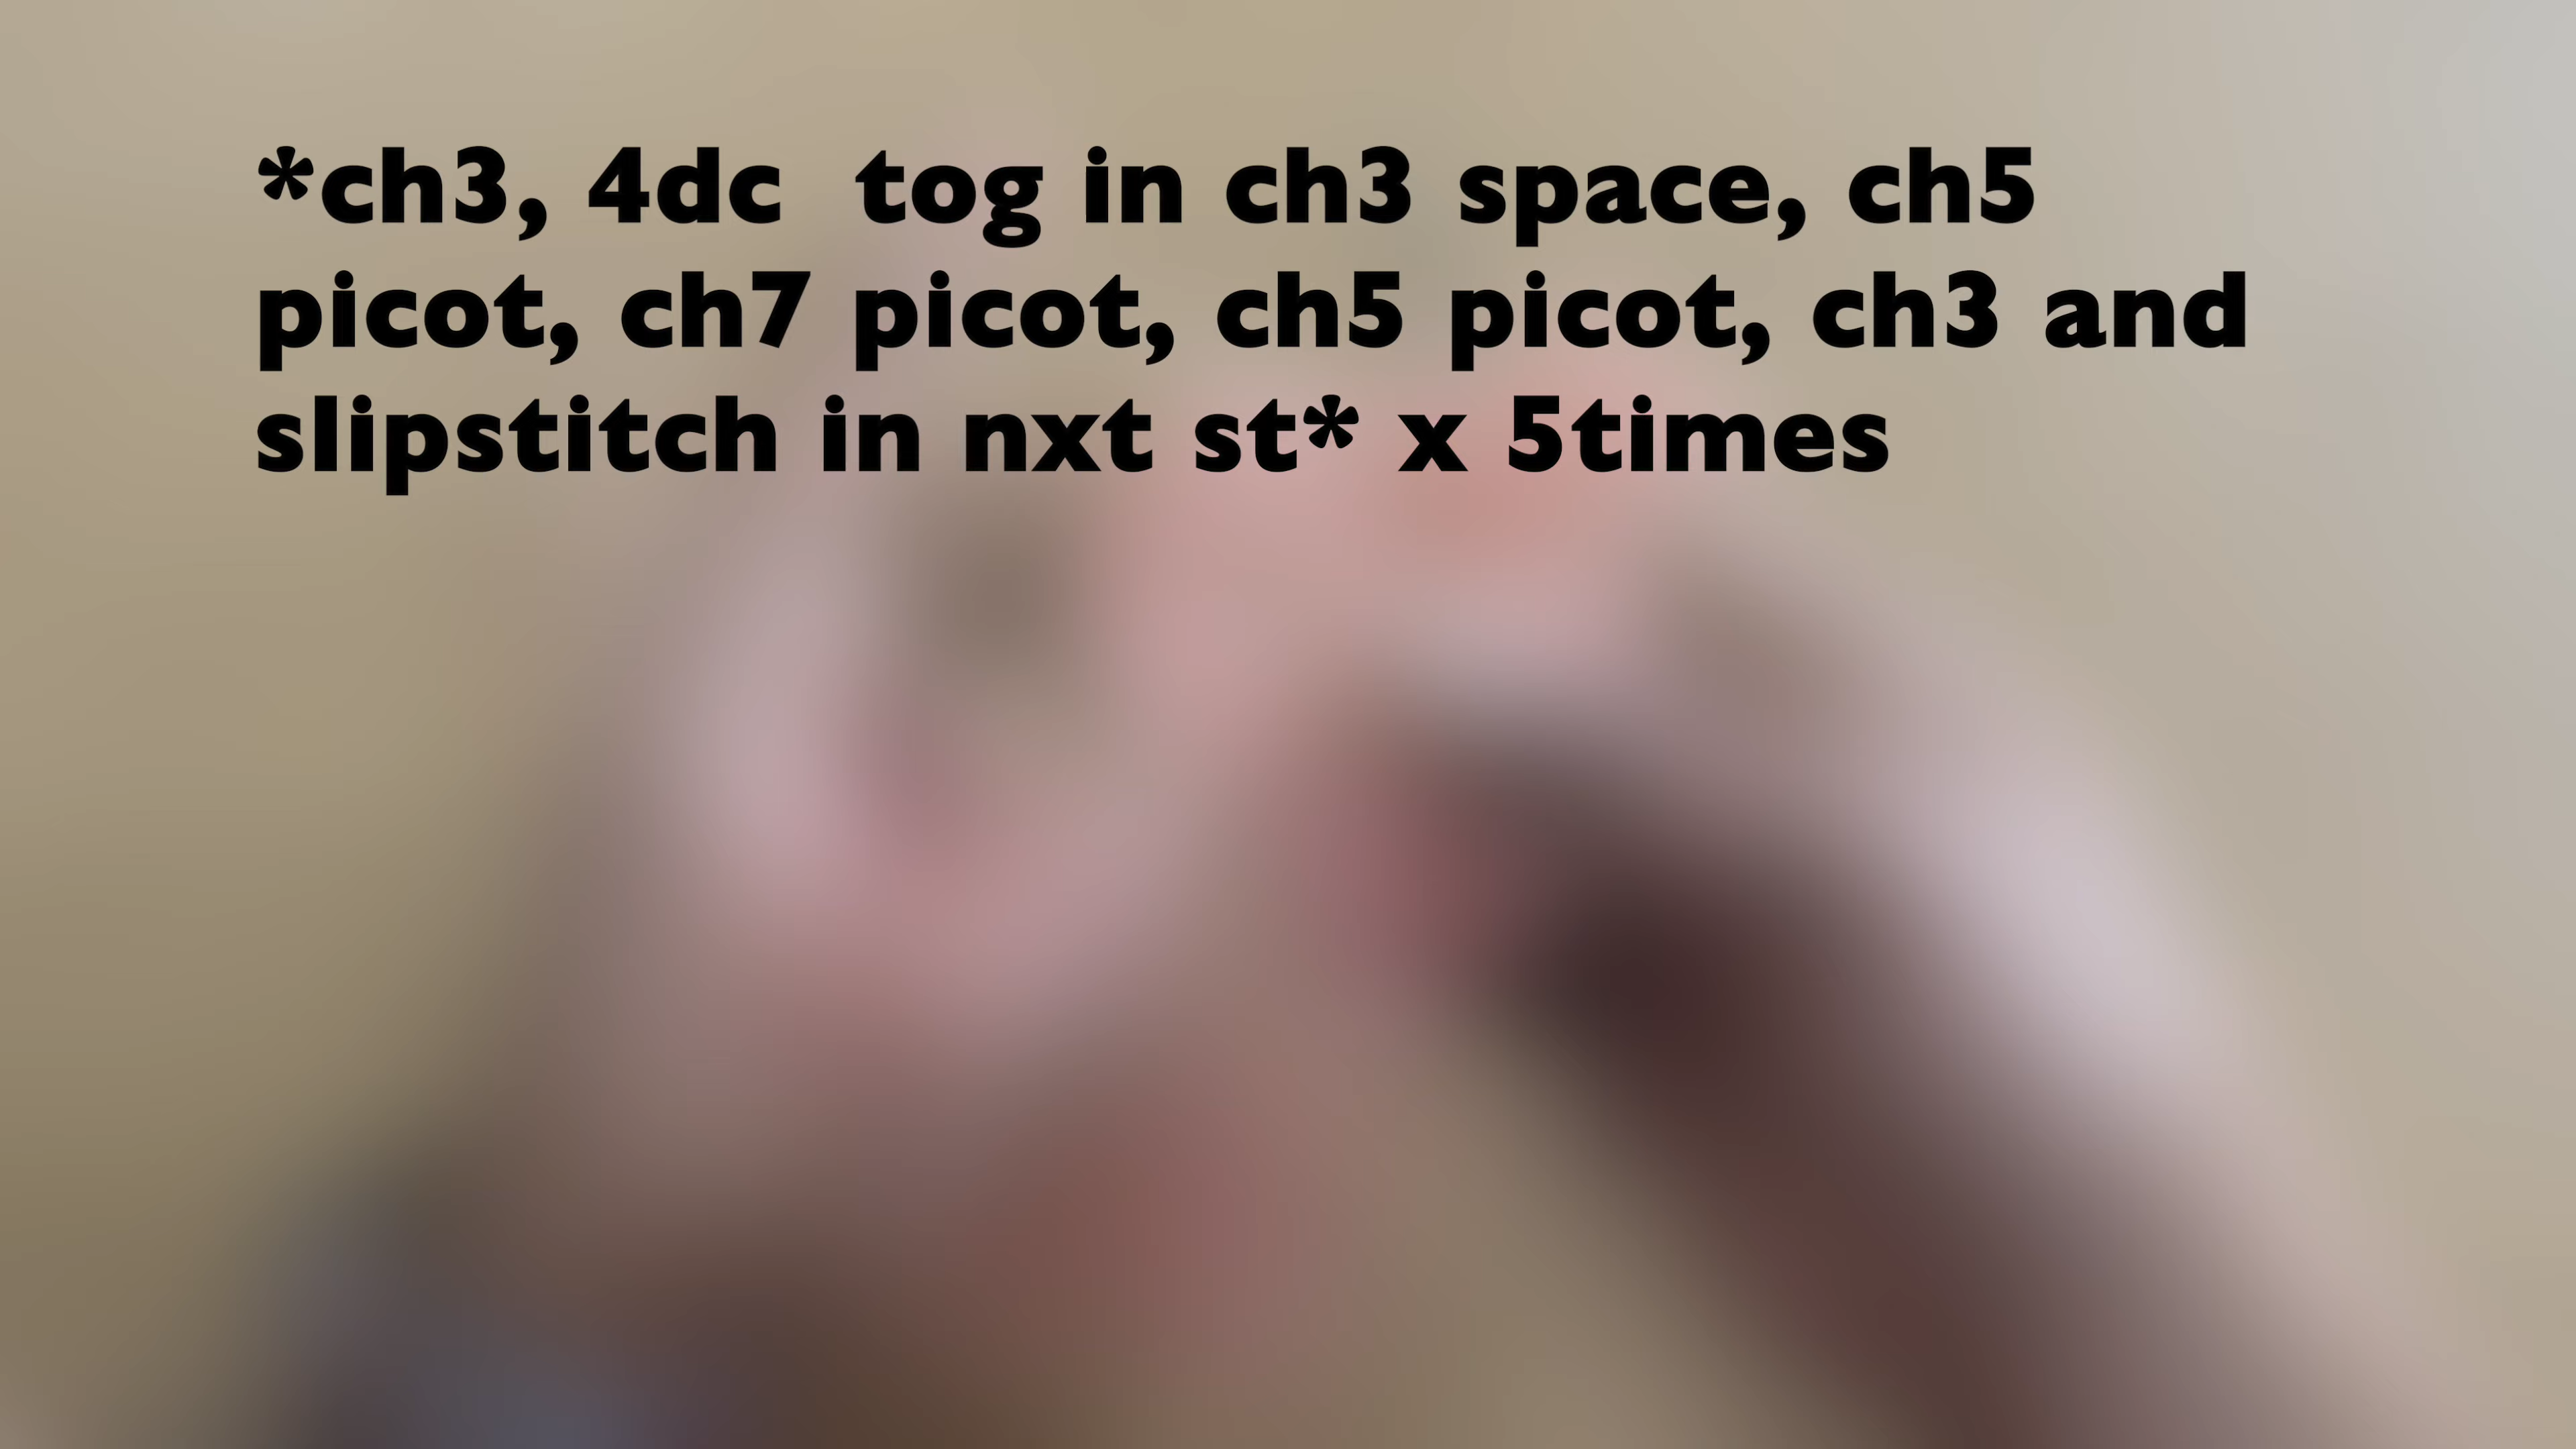 *ch3, 4dc  tog in ch3 space, ch5
picot, ch7 picot, ch5 picot, ch3 and
slipstitch in nxt st* x 5times